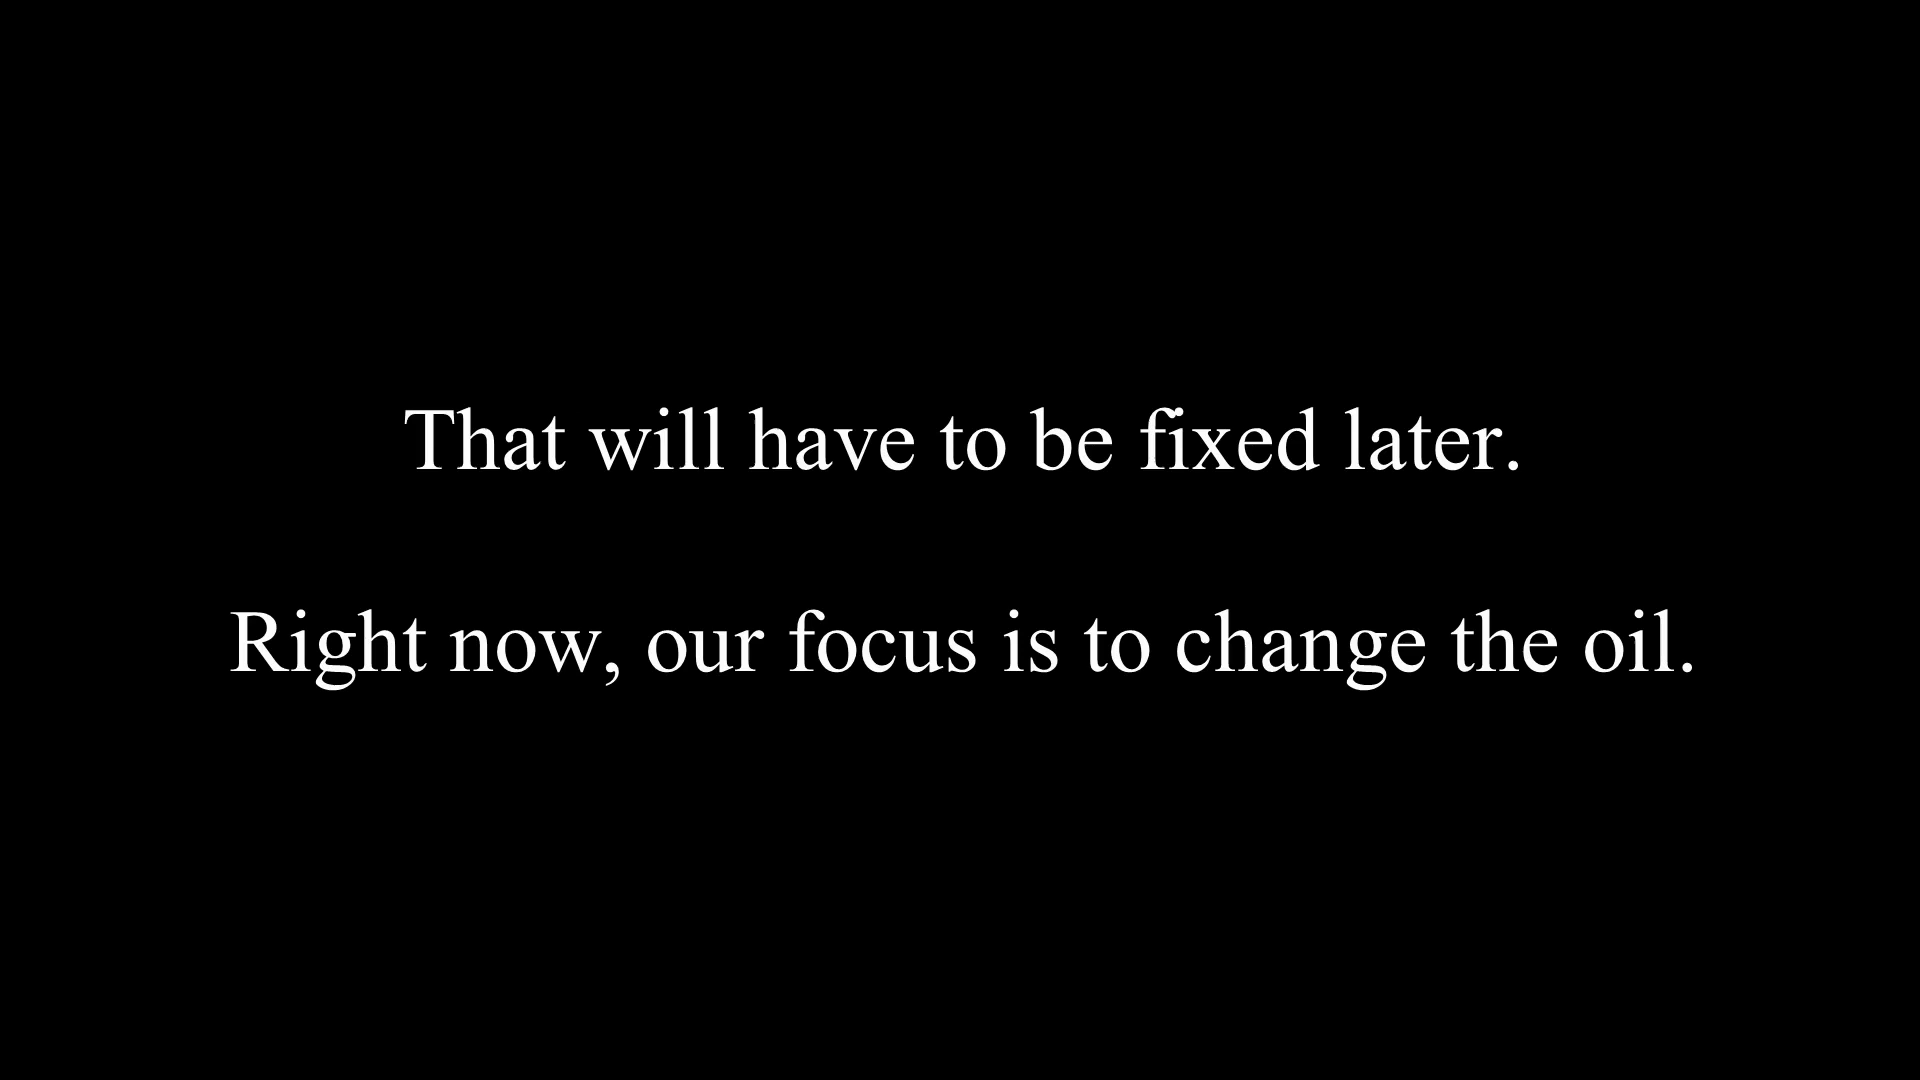 That will have to be fixed later.
Right now, our focus is to change the oil.